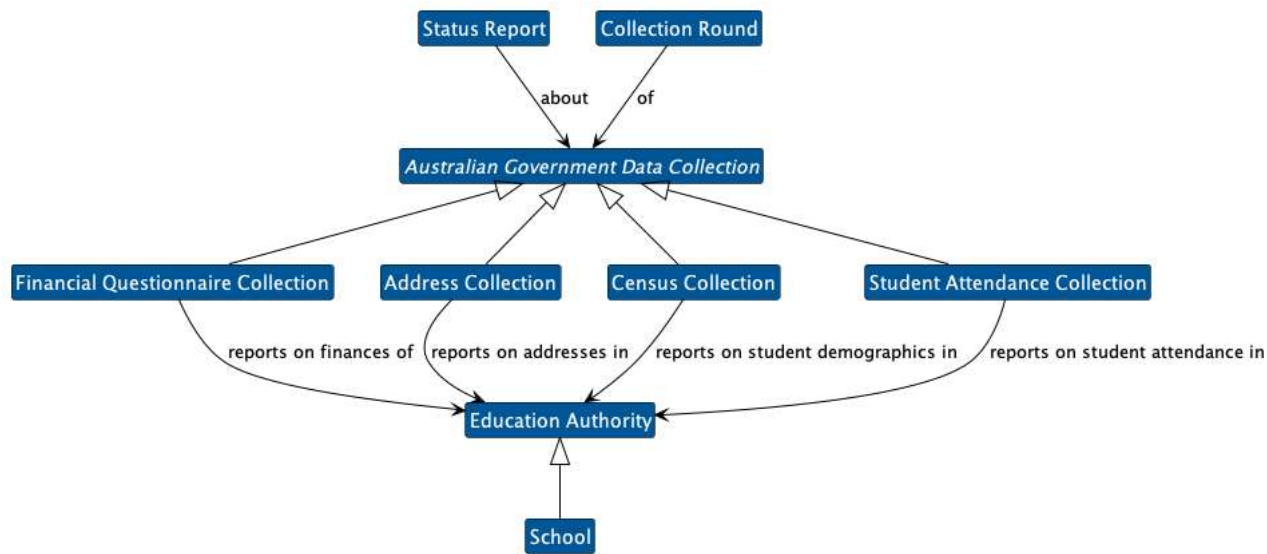 Status Report
Collection Round
about
of
Australian Government Data Collection
Financial Questionnaire Collection
Address Collection
Census Collection
Student Attendance Collection
reports on finances of
reports on addresses in
reports on student demographics in
reports on student attendance in
Education Authority
School